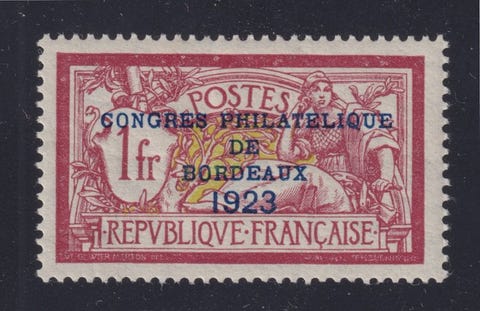 POSTES
CONGRES PHILATELIQUE
DE
1fr
BORDEAUX
1923
REPVBLIQVE·FRANÇAISE